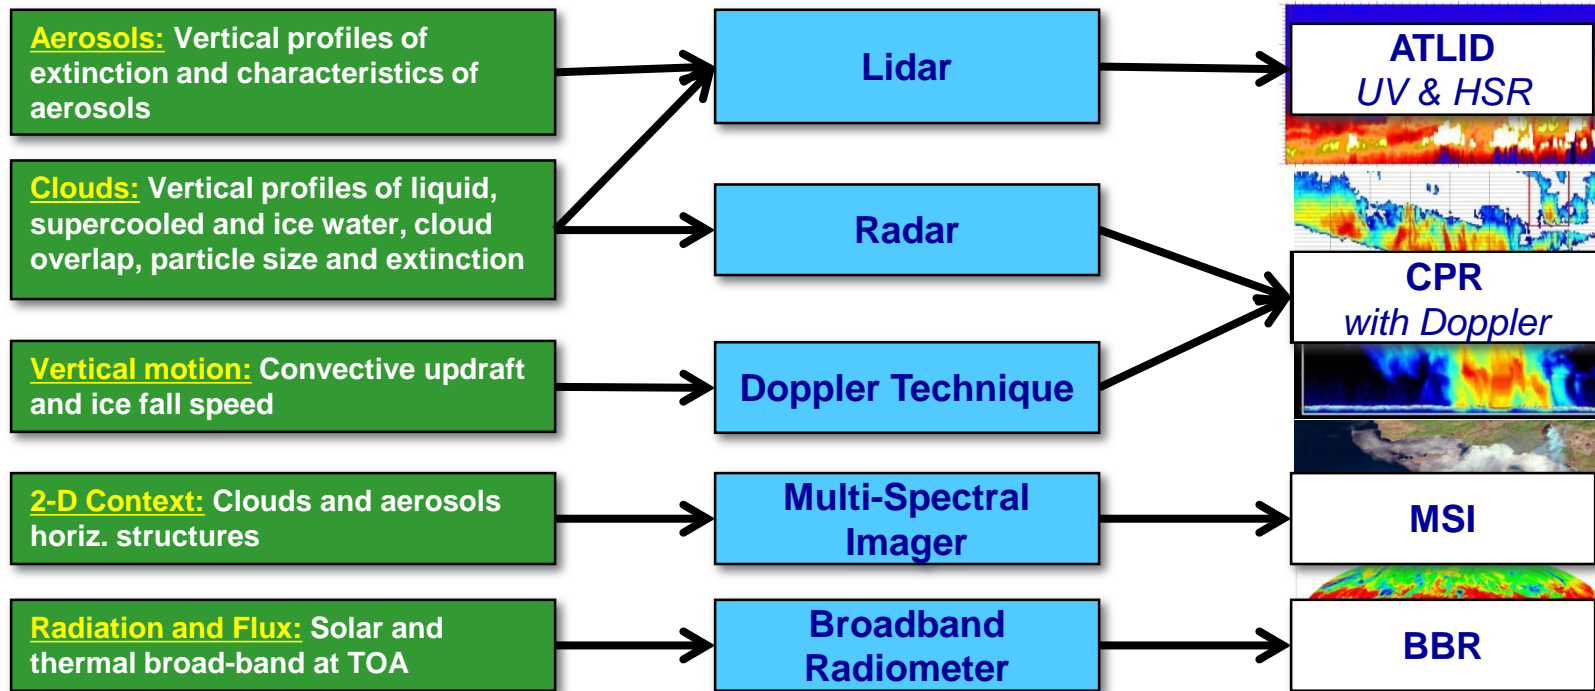 Aerosols: Vertical profiles of
extinction and characteristics of
aerosols
Lidar
ATLID
UV & HSR
Clouds: Vertical profiles of liquid,
supercooled and ice water, cloud
overlap, particle size and extinction
Radar
CPR
with Doppler
Vertical motion: Convective updraft
and ice fall speed
Doppler Technique
2-D Context: Clouds and aerosols
horiz. structures
Multi-Spectral
Imager
MSI
Radiation and Flux: Solar and
thermal broad-band at TOA
Broadband
Radiometer
BBR